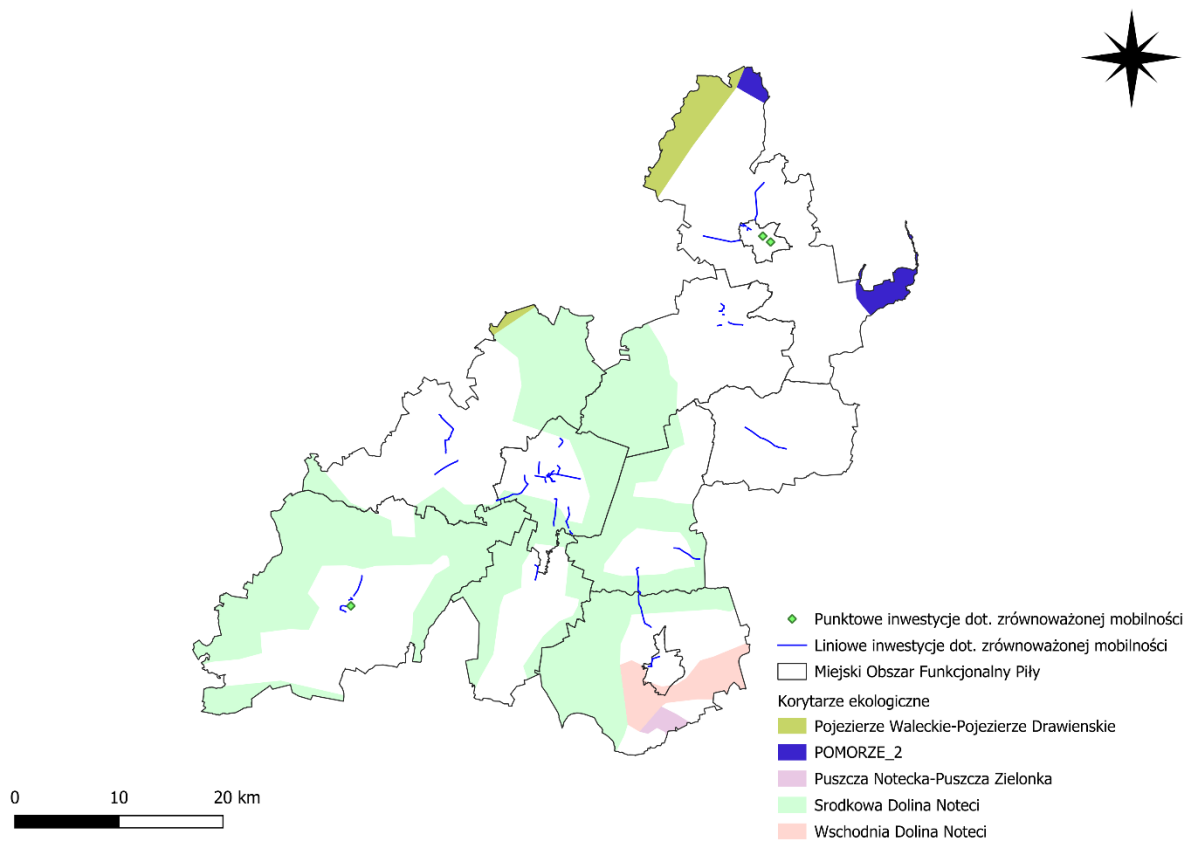 Punktowe inwestycje dot. zrównoważonej mobilności
Liniowe inwestycje dot. zrównoważonej mobilności
Miejski Obszar Funkcjonalny Piły
Korytarze ekologiczne
Pojezierze Waleckie-Pojezierze Drawienskie
POMORZE_2
Puszcza Notecka-Puszcza Zielonka
Srodkowa Dolina Noteci
Wschodnia Dolina Noteci
0 10 20 km